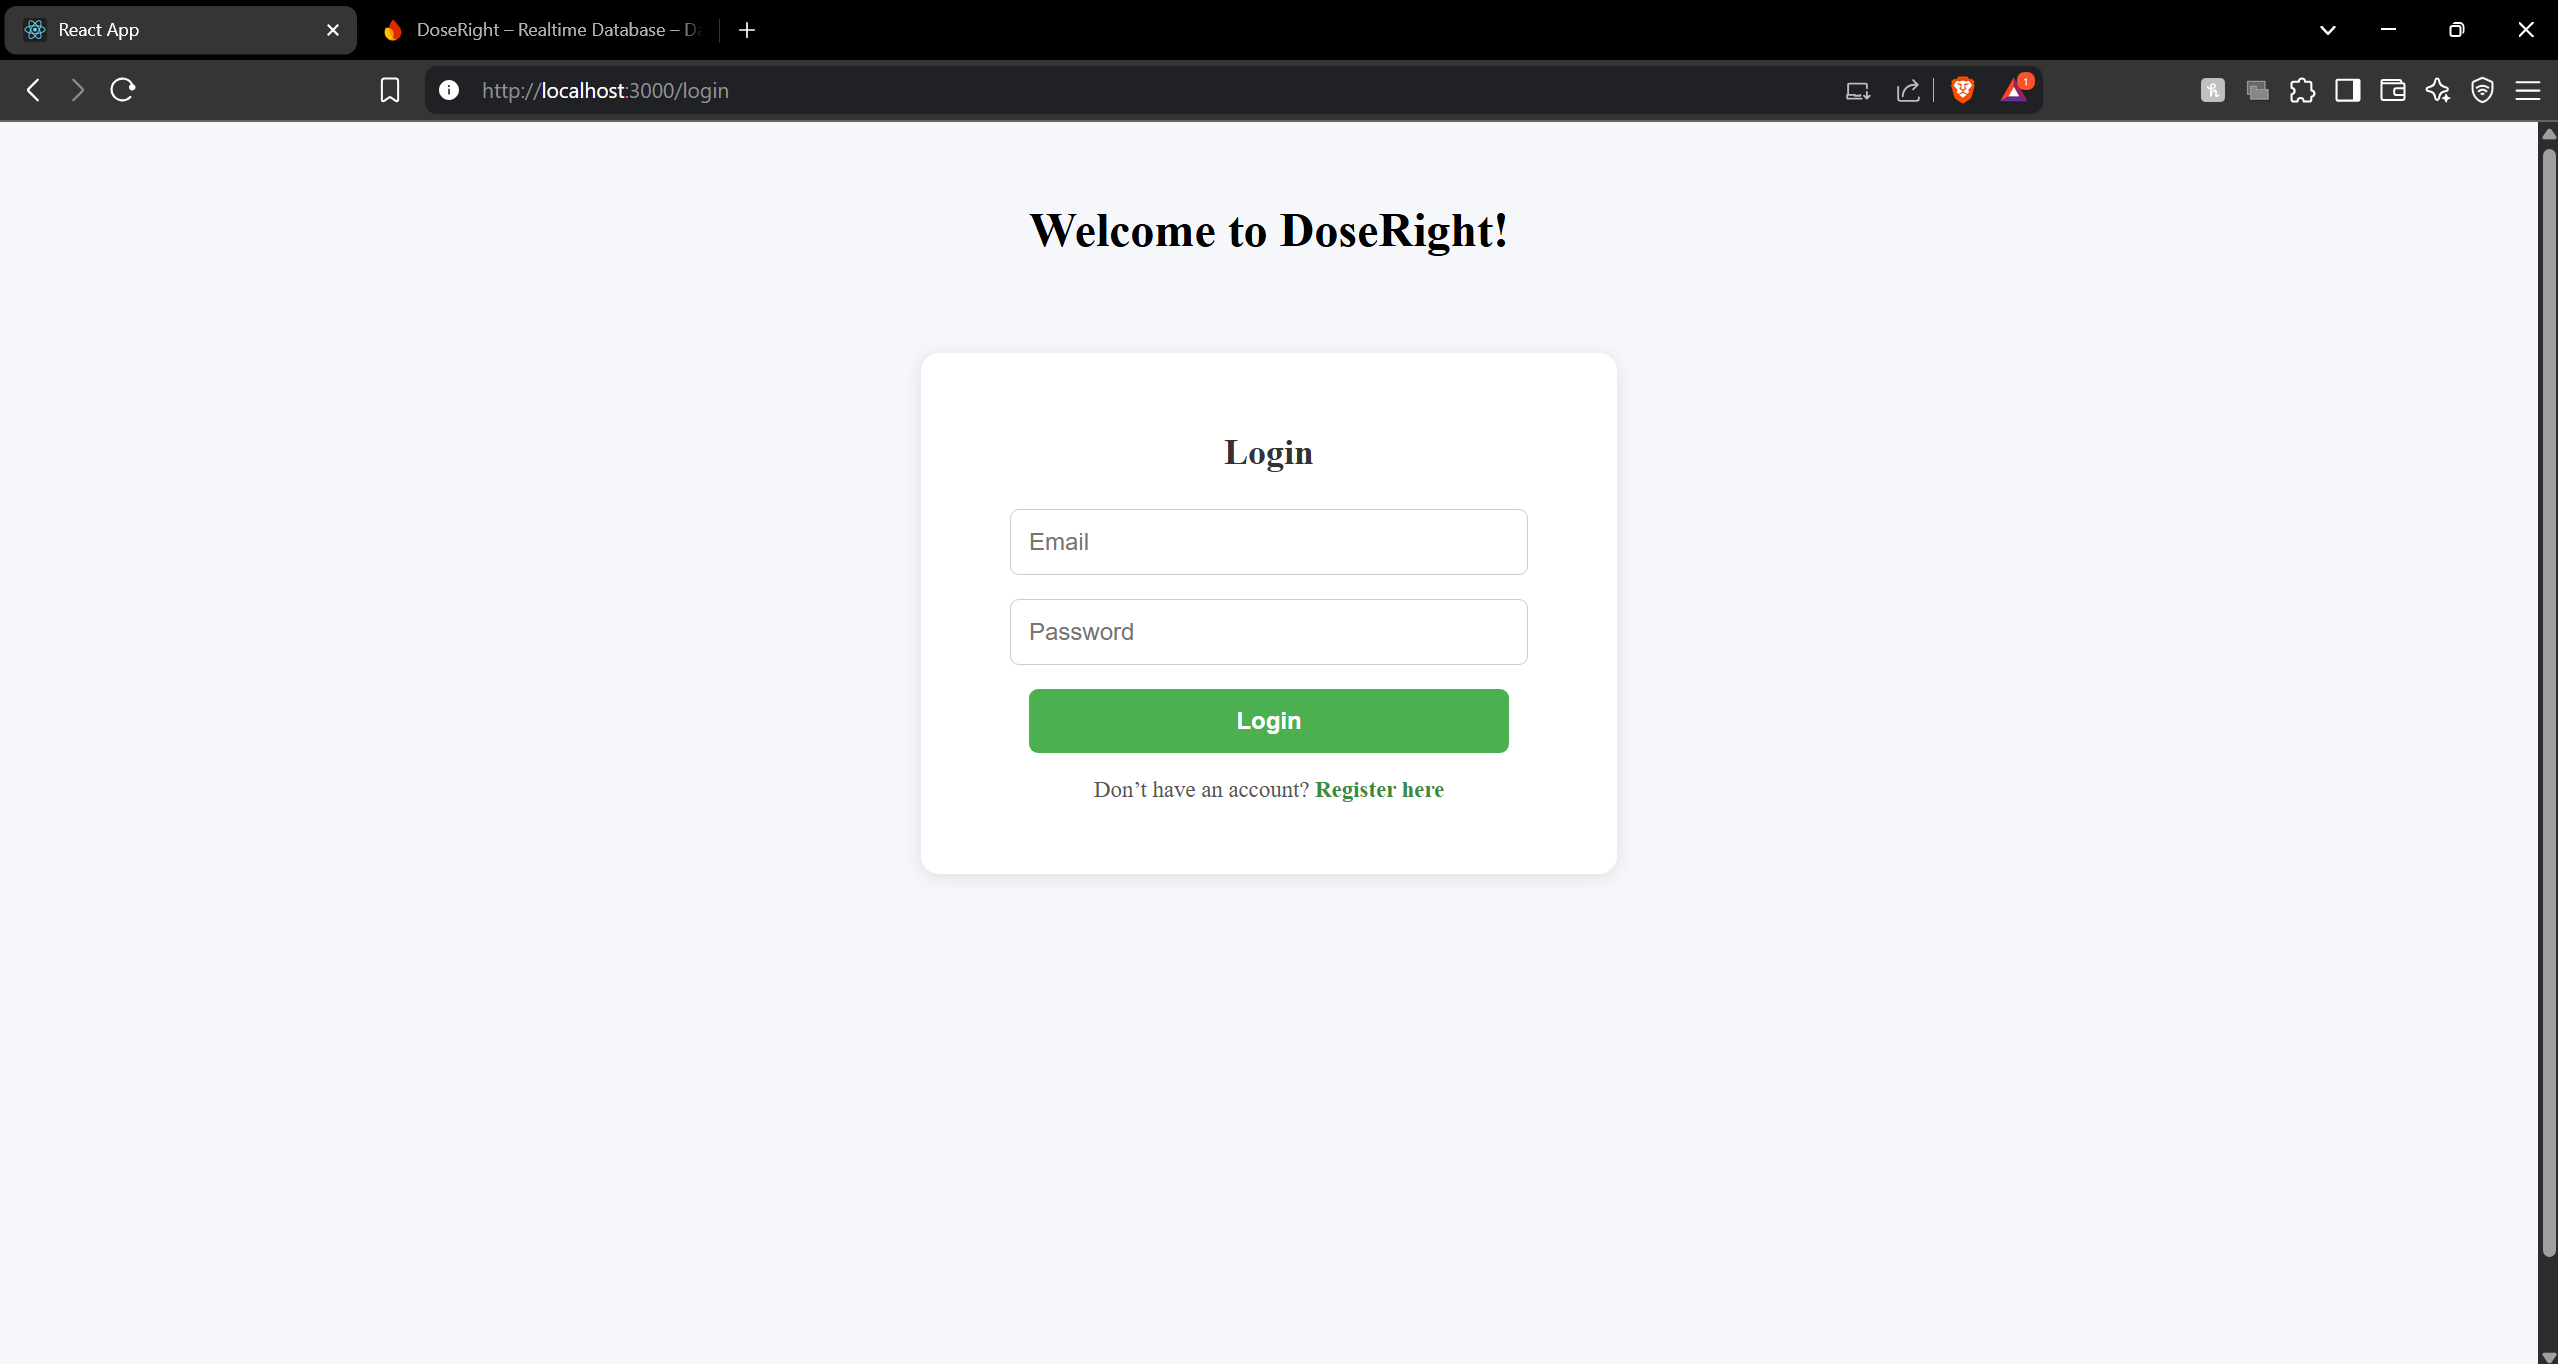 React App
DoseRight – Realtime Database – Da
http://localhost:3000/login
1
Welcome to DoseRight!
Login
Email
Password
Login
Don’t have an account? Register here